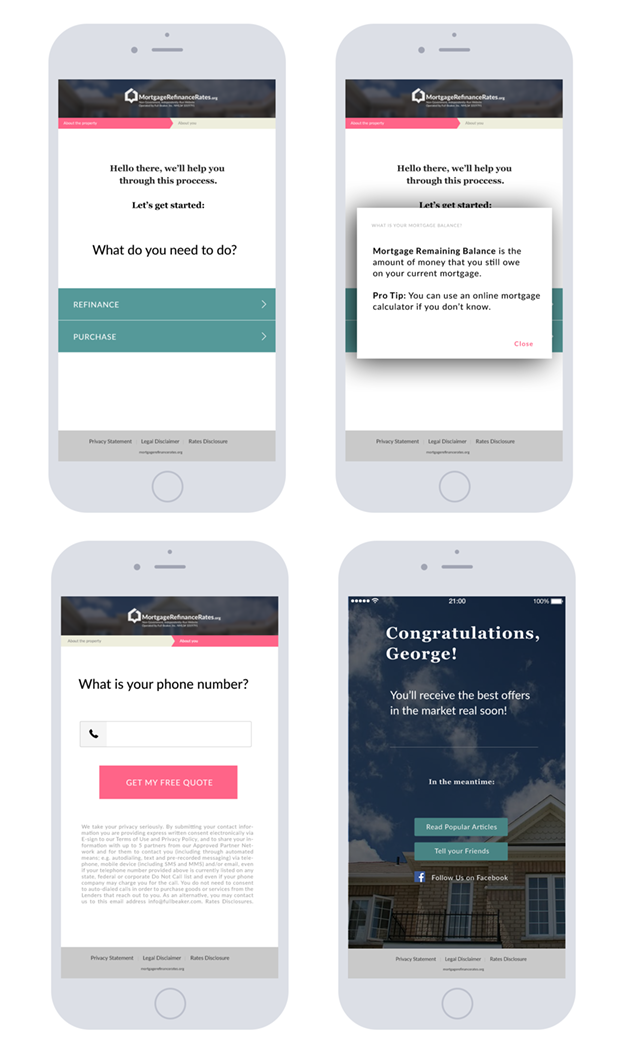 MortgageRefinanceRates.org
About the property
About you
Hello there, we'll help you
through this proccess.
Let's get started:
What do you need to do?
REFINANCE
PURCHASE
Privacy Statement
Legal Disclaimer
Rates Disclosure
mortgagerefinancerates.org
MortgageRefinanceRates.org
About the property
About you
Hello there, we'll help you
through this proccess.
Let's get started:
WHAT IS YOUR MORTGAGE BALANCE?
Mortgage Remaining Balance is the
amount of money that you still owe
on your current mortgage.
Pro Tip: You can use an online mortgage
calculator if you don't know.
Close
Privacy Statement
Legal Disclaimer
Rates Disclosure
mortgagerefinancerates.org
MortgageRefinanceRates.org
About the property
About you
What is your phone number?
GET MY FREE QUOTE
We take your privacy seriously. By submitting your contact infor-
mation you are providing express written consent electronically via
E-sign to our Terms of Use and Privacy Policy, and to share your in-
formation with up to 5 partners from our Approved Partner Net-
work and for them to contact you (including through automated
means; e.g. autodialing, text and pre-recorded messaging) via tele-
phone, mobile device (including SMS and MMS) and/or email, even
if your telephone number provided above is currently listed on any
state, federal or corporate Do Not Call list) and even if your phone
company may charge you for the call. You do not need to consent
to auto-dialed calls in order to purchase goods or services from the
Lenders that reach out to you. As an alternative, you may contact
us to this email address info@fullbeaker.com. Rates Disclosures.
Privacy Statement
Legal Disclaimer
Rates Disclosure
mortgagerefinancerates.org
21:00
100%
Congratulations,
George!
You'll receive the best offers
in the market real soon!
In the meantime:
Read Popular Articles
Tell your Friends
f Follow Us on Facebook
Privacy Statement
Legal Disclaimer
Rates Disclosure
mortgagerefinancerates.org